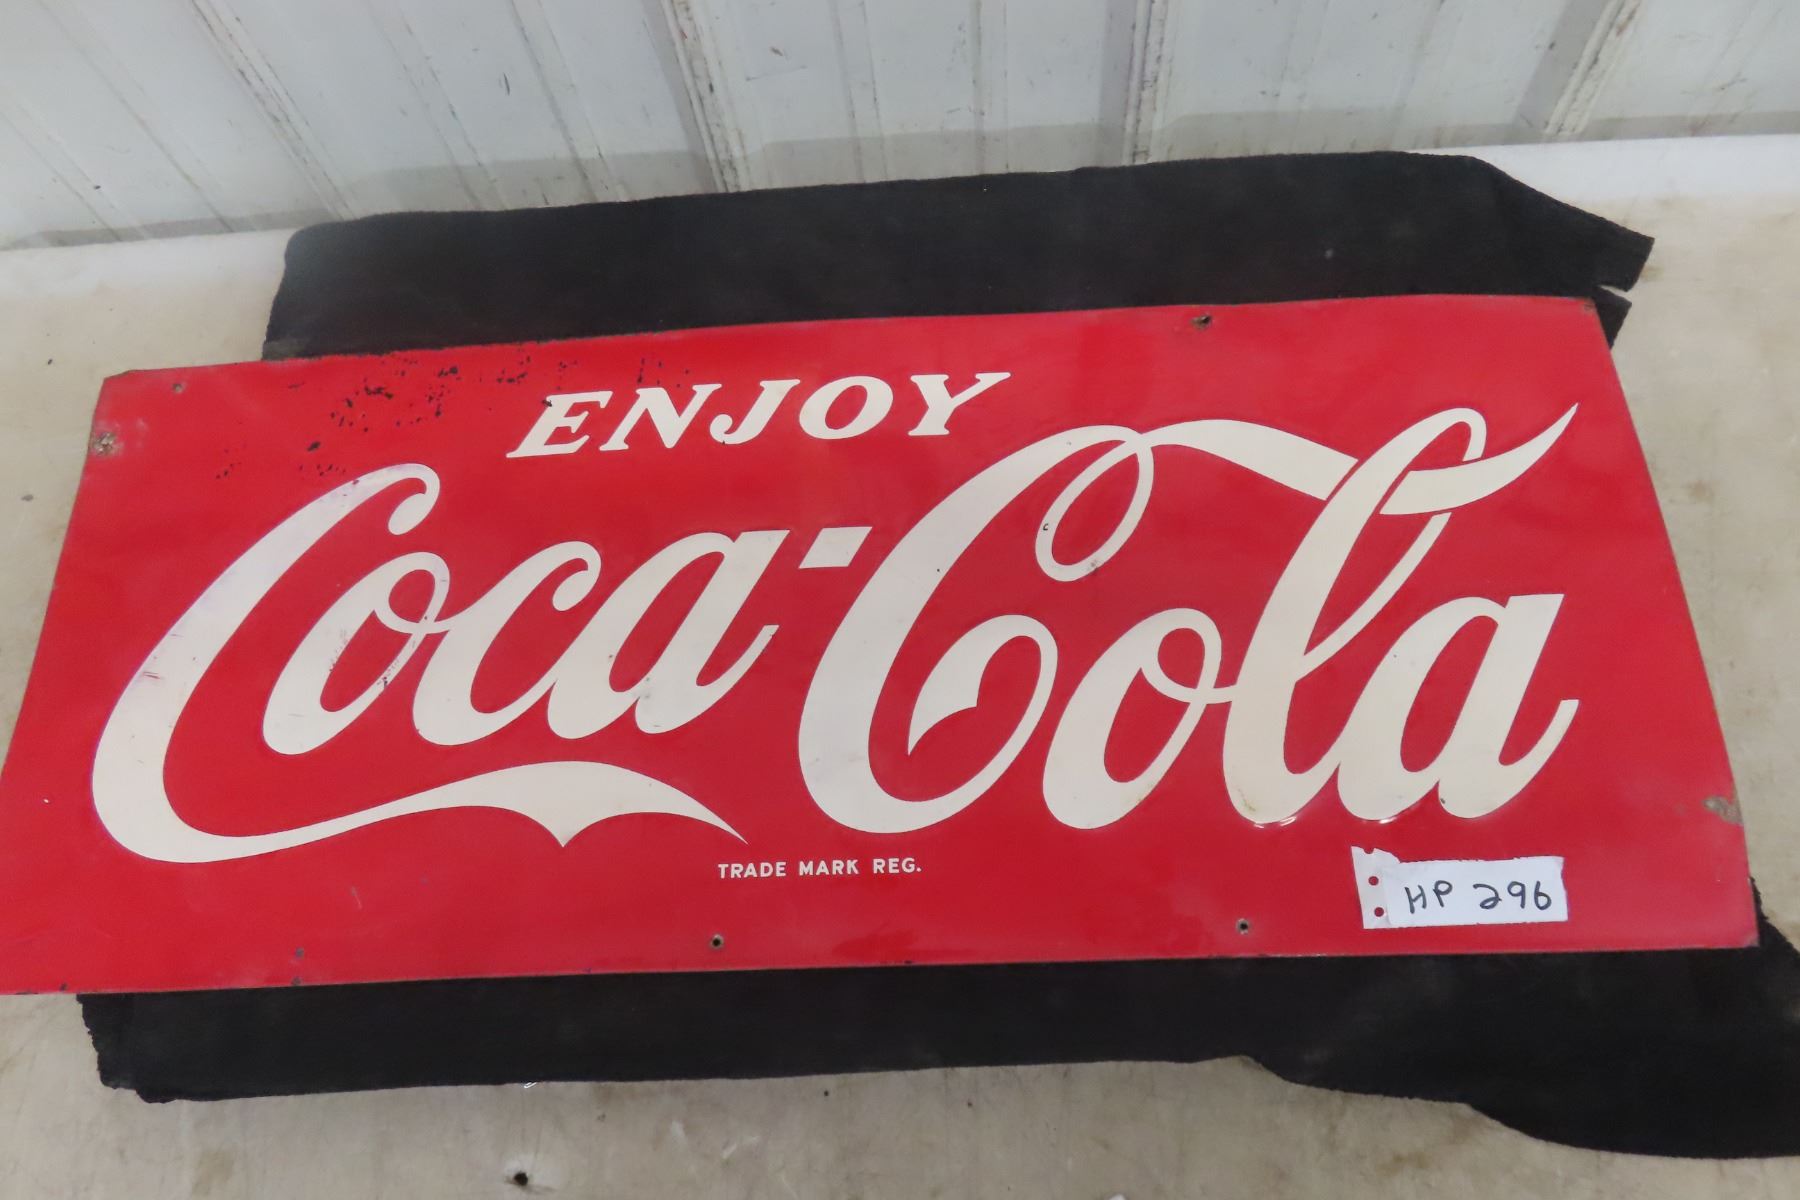 ENJOY
Coca-Cola
TRADE MARK REG.
HP 296